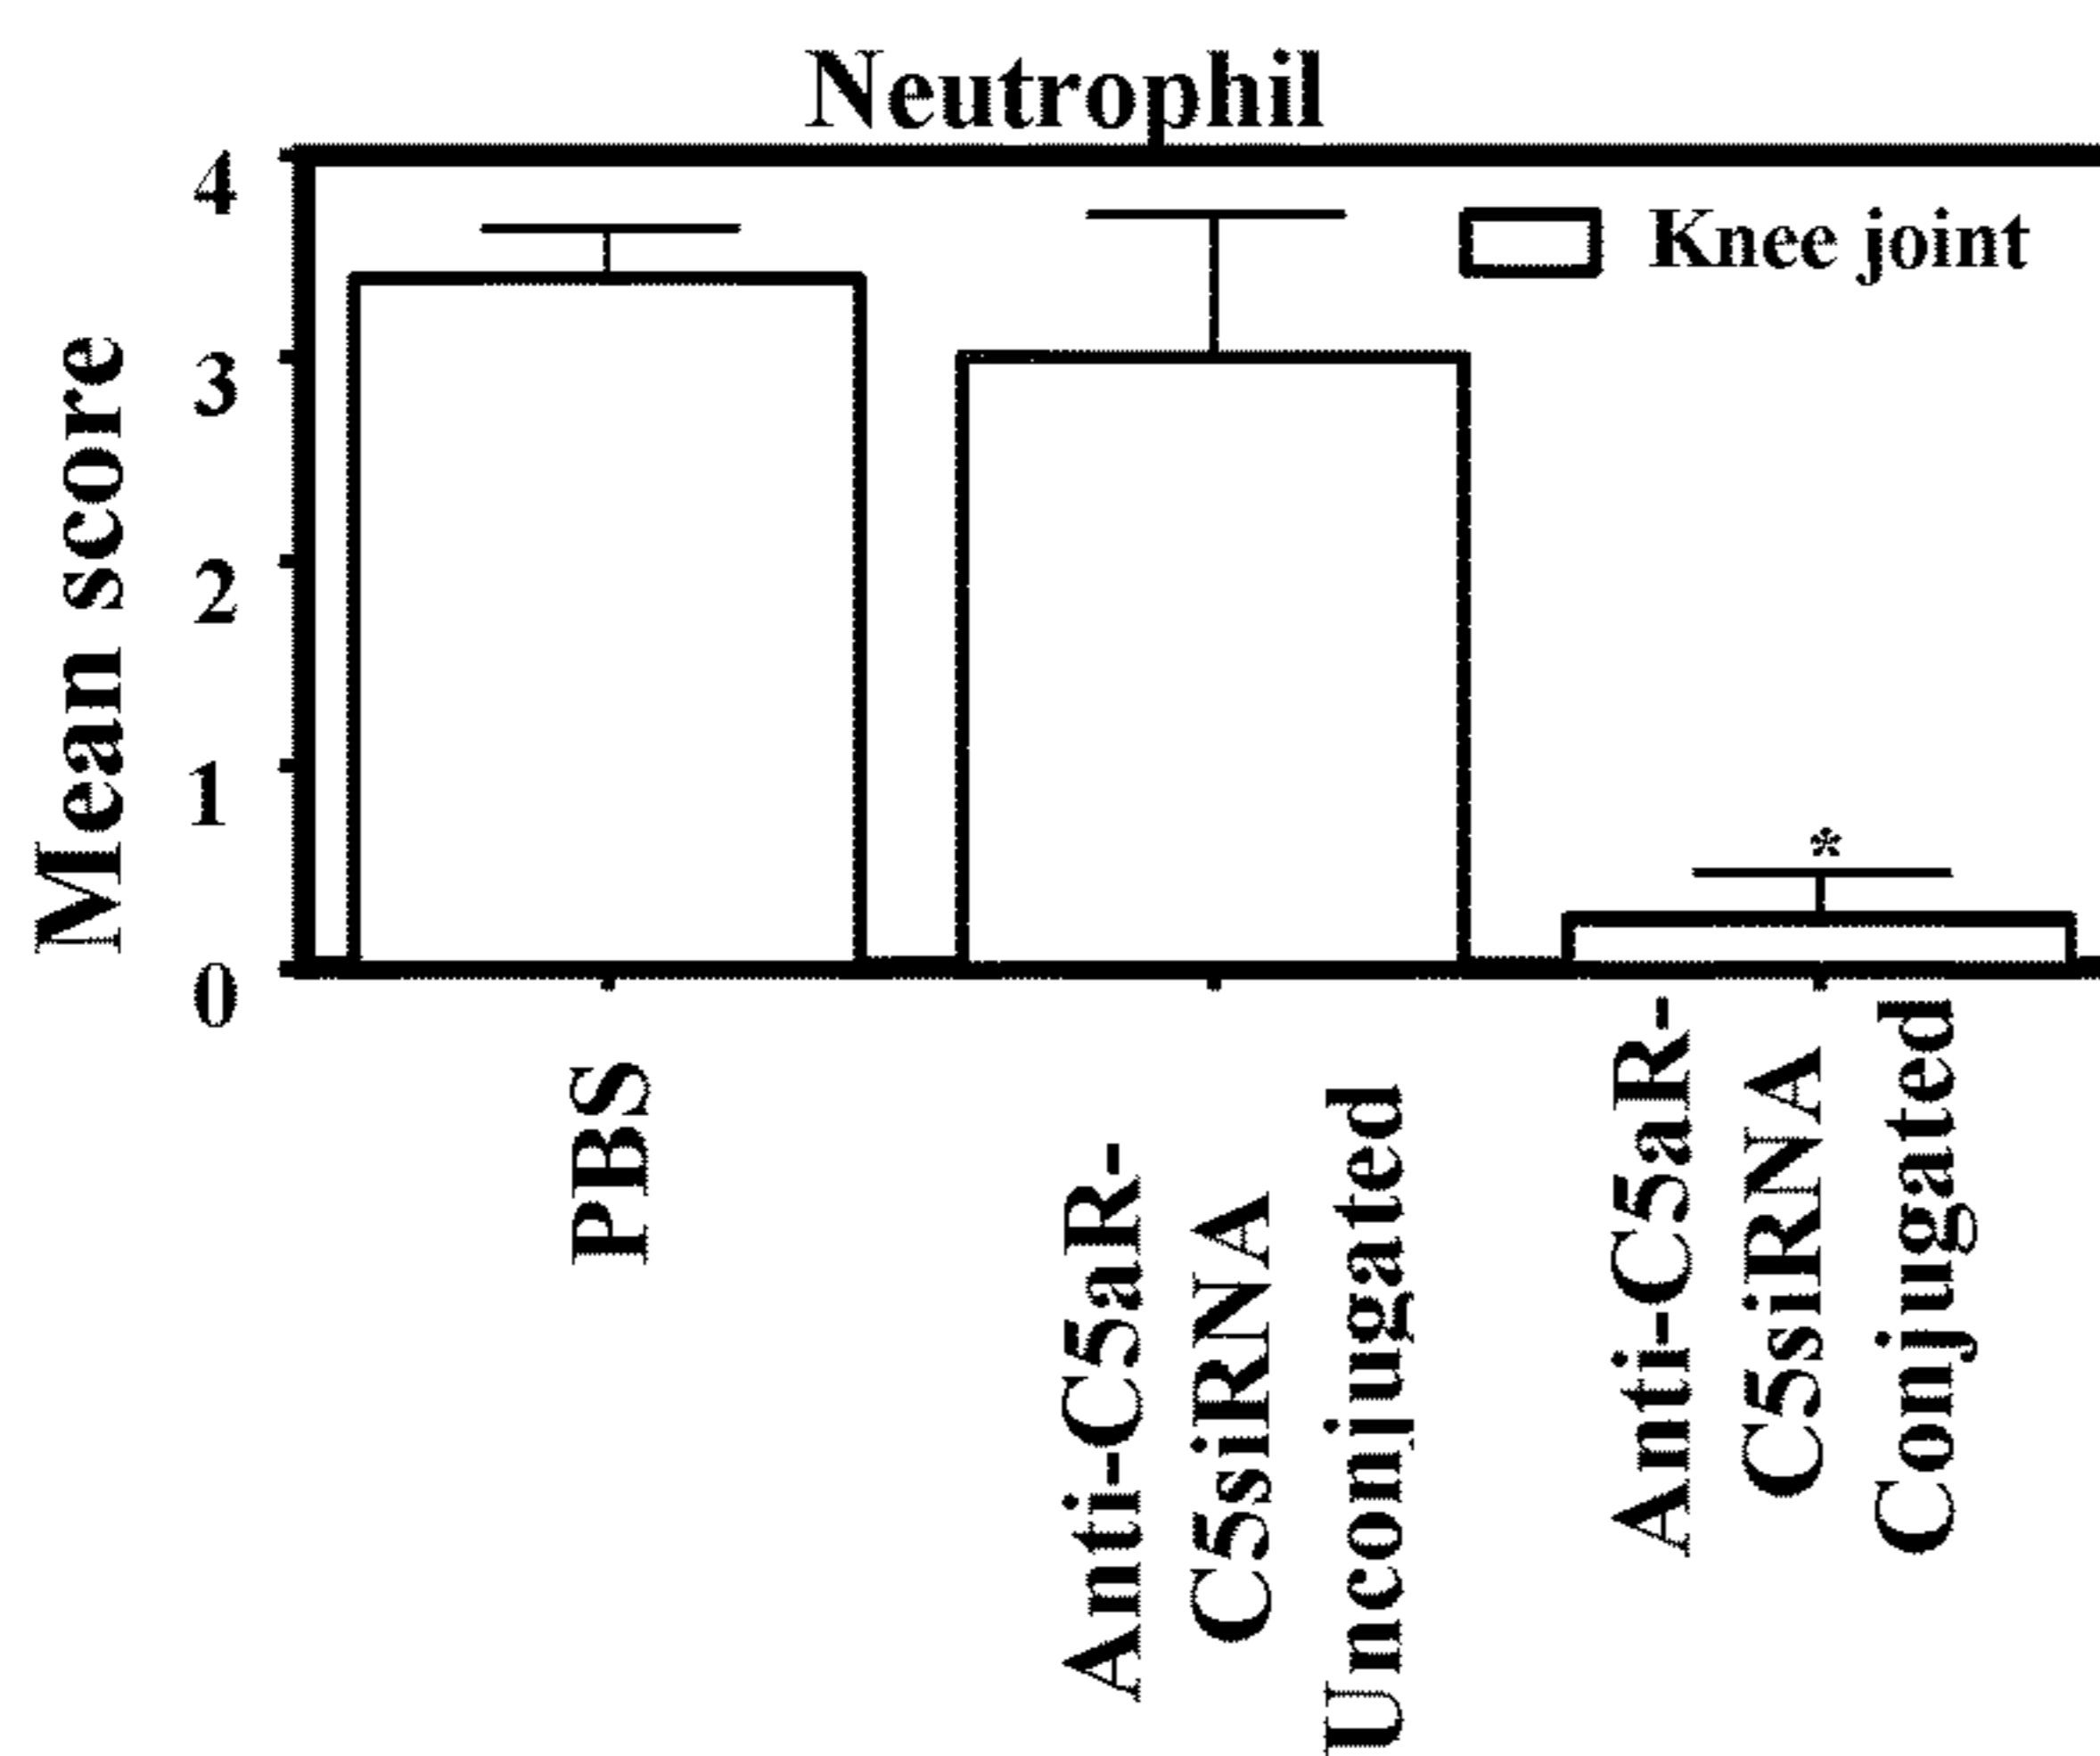 Neutrophil
Knee joint
Mean score
4
3
2
1
0
PBS
Anti-C5aR-
C5siRNA
Unconjugated
*
Anti-C5aR-
C5siRNA
Conjugated